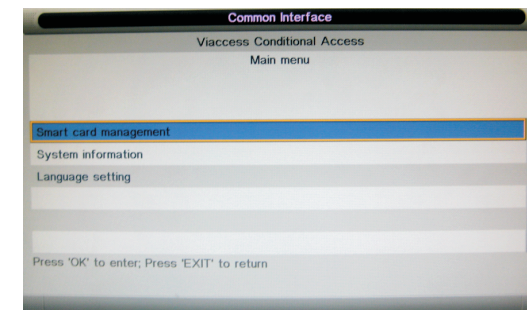 Common Interface
Viaccess Conditional Access
Main menu
Smart card management
System information
Language setting
Press 'OK' to enter; Press 'EXIT' to return